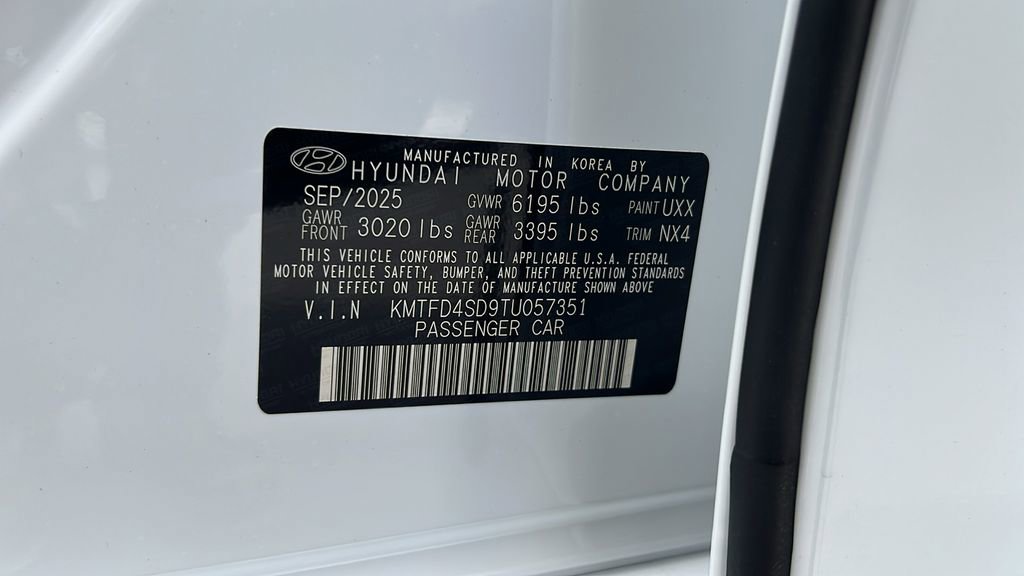 MANUFACTURED IN KOREA BY
HYUNDAI MOTOR COMPANY
SEP/2025 GVWR 6195 lbs PAINT UXX
GAWR FRONT 3020 lbs GAWR REAR 3395 lbs TRIM NX4
THIS VEHICLE CONFORMS TO ALL APPLICABLE U.S.A. FEDERAL
MOTOR VEHICLE SAFETY, BUMPER, AND THEFT PREVENTION STANDARDS
IN EFFECT ON THE DATE OF MANUFACTURE SHOWN ABOVE
V.I.N KMTFD4SD9TU057351
PASSENGER CAR